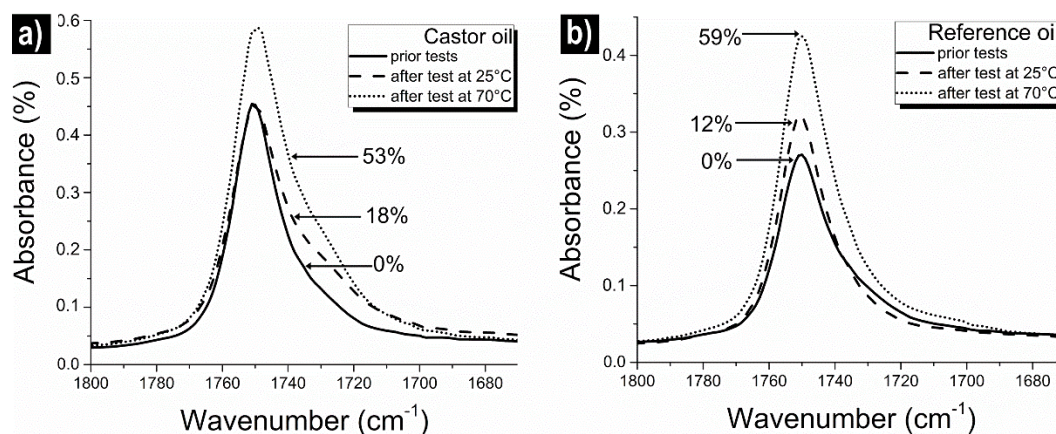 a)
Castor oil
prior tests
after test at 25°C
after test at 70°C
53%
18%
0%
0.6
0.5
0.4
0.3
0.2
0.1
0.0
Absorbance (%)
1800 1780 1760 1740 1720 1700 1680
Wavenumber (cm⁻¹)
b)
Reference oi
prior tests
after test at 25°C
after test at 70°C
59%
12%
0%
0.4
0.3
0.2
0.1
0.0
Absorbance (%)
1800 1780 1760 1740 1720 1700 1680
Wavenumber (cm⁻¹)